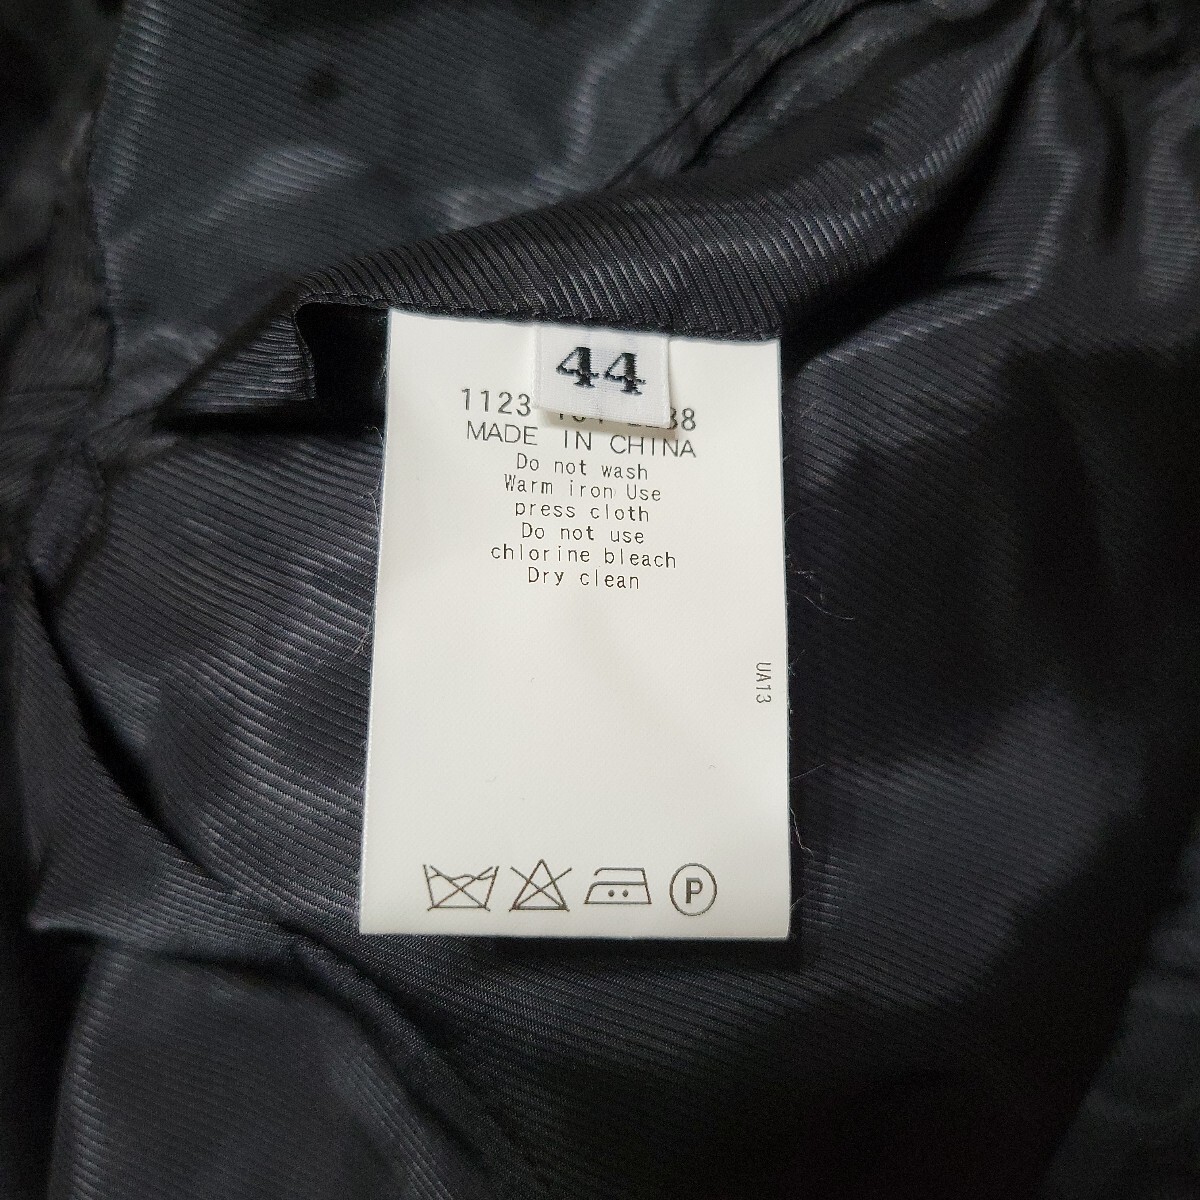 44
1123
MADE IN CHINA
Do not wash
Warm iron Use
press cloth
Do not use
chlorine bleach
Dry clean
UA13
P